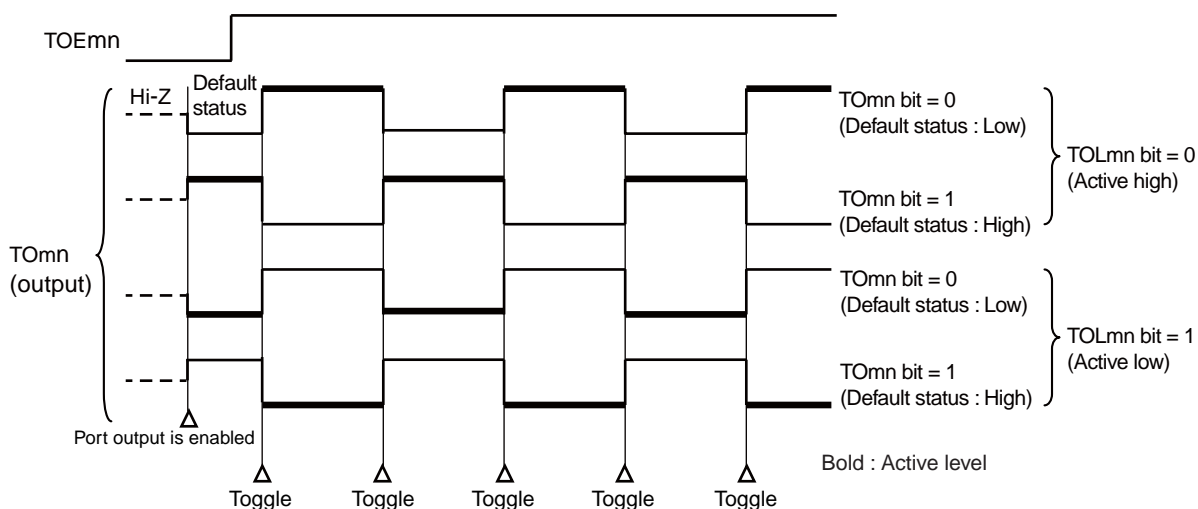 TOEmn
Hi-Z
Default
status
TOmn bit = 0
(Default status : Low)
TOLmn bit = 0
(Active high)
TOmn bit = 1
(Default status : High)
TOmn
(output)
TOmn bit = 0
(Default status : Low)
TOLmn bit = 1
(Active low)
TOmn bit = 1
(Default status : High)
Port output is enabled
Bold : Active level
Toggle Toggle Toggle Toggle Toggle